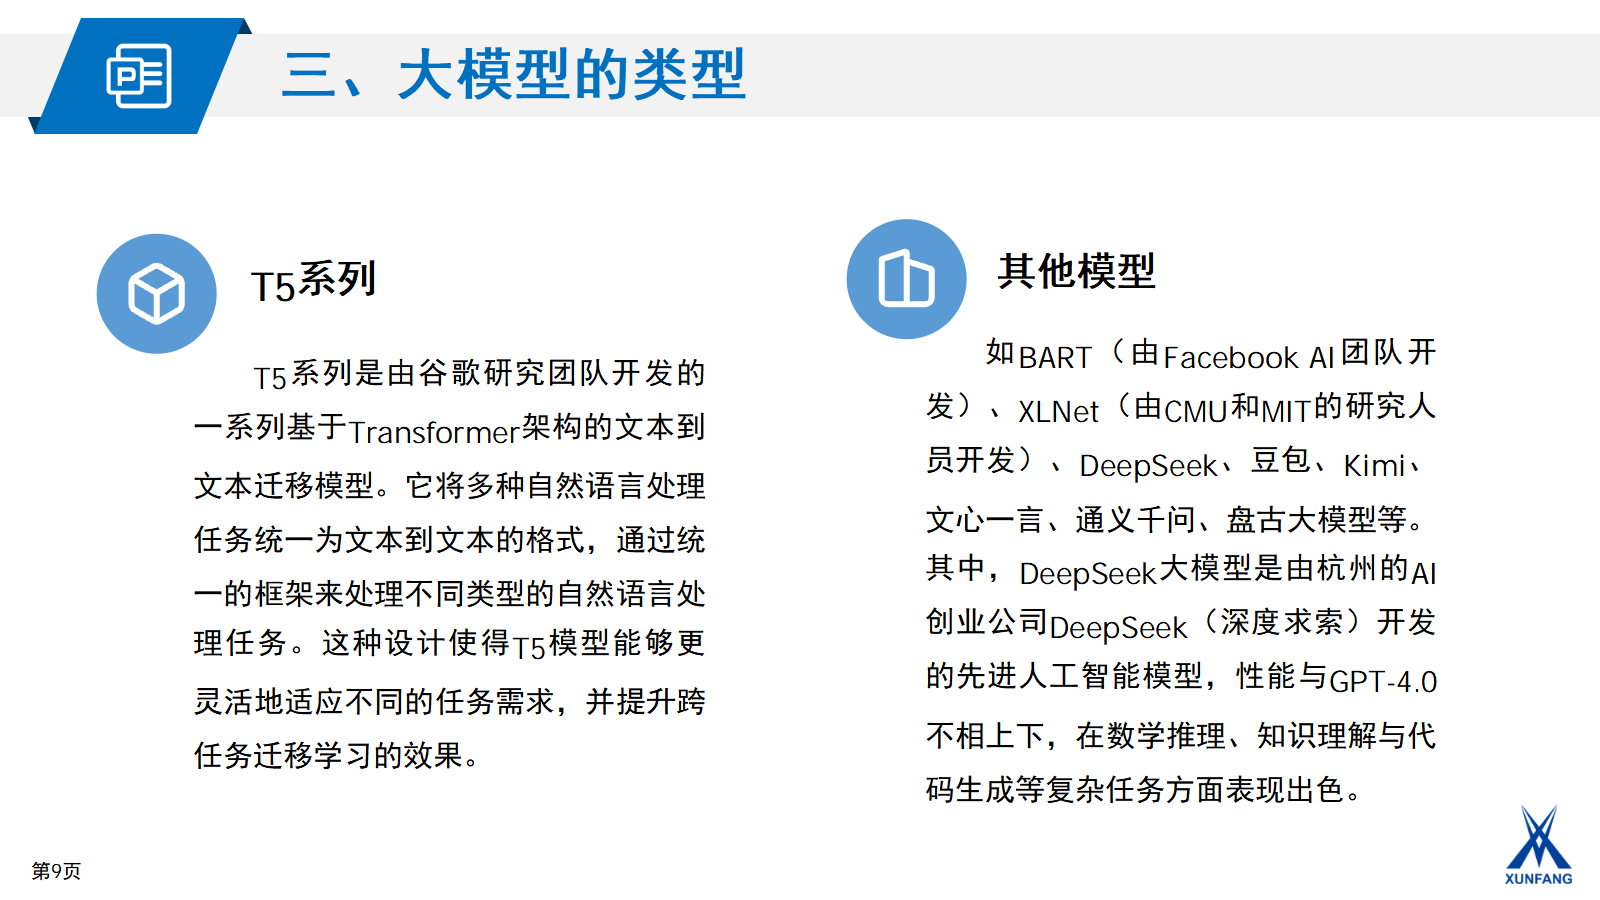 三、大模型的类型
T5系列
T5系列是由谷歌研究团队开发的
一系列基于Transformer架构的文本到
文本迁移模型。它将多种自然语言处理
任务统一为文本到文本的格式，通过统
一的框架来处理不同类型的自然语言处
理任务。这种设计使得T5模型能够更
灵活地适应不同的任务需求，并提升跨
任务迁移学习的效果。
其他模型
如BART（由Facebook AI团队开
发）、XLNet（由CMU和MIT的研究人
员开发）、DeepSeek、豆包、Kimi、
文心一言、通义千问、盘古大模型等。
其中，DeepSeek大模型是由杭州的AI
创业公司DeepSeek（深度求索）开发
的先进人工智能模型，性能与GPT-4.0
不相上下，在数学推理、知识理解与代
码生成等复杂任务方面表现出色。
第9页
XUNFANG